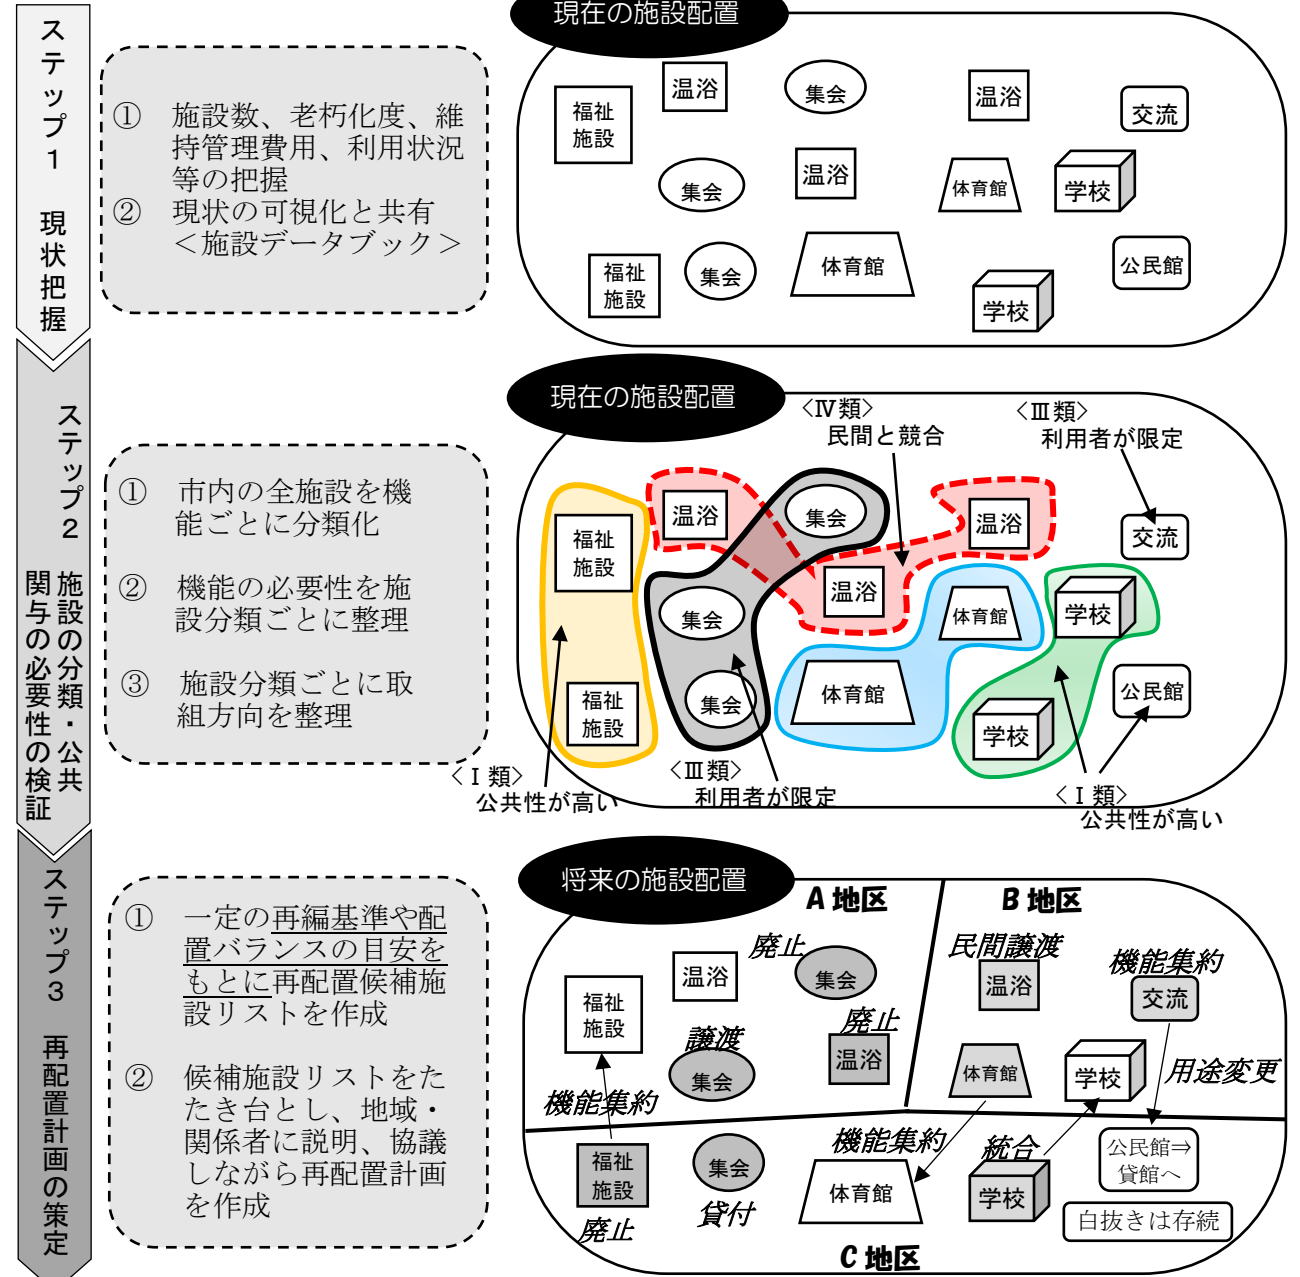 ステップ1 現状把握
① 施設数、老朽化度、維
持管理費用、利用状況
等の把握
② 現状の可視化と共有
＜施設データブック＞
現在の施設配置
福祉
施設
温浴
集会
温浴
交流
集会
温浴
体育館
学校
福祉
施設
集会
体育館
学校
公民館
ステップ2 施設の分類・公共
関与の必要性の検証
① 市内の全施設を機
能ごとに分類化
② 機能の必要性を施
設分類ごとに整理
③ 施設分類ごとに取
組方向を整理
現在の施設配置
〈Ⅳ類〉
民間と競合
〈Ⅲ類〉
利用者が限定
福祉
施設
温浴
集会
温浴
交流
集会
温浴
体育館
学校
福祉
施設
集会
体育館
学校
公民館
〈Ⅰ類〉
公共性が高い
〈Ⅲ類〉
利用者が限定
〈Ⅰ類〉
公共性が高い
ステップ3 再配置計画の策定
① 一定の再編基準や配
置バランスの目安を
もとに再配置候補施
設リストを作成
② 候補施設リストをた
たき台とし、地域・
関係者に説明、協議
しながら再配置計画
を作成
将来の施設配置
A地区
B地区
福祉
施設
温浴
廃止
集会
民間譲渡
温浴
機能集約
交流
譲渡
集会
廃止
温浴
体育館
学校
用途変更
機能集約
福祉
施設
廃止
集会
貸付
機能集約
体育館
統合
学校
公民館⇒
貸館へ
白抜きは存続
C地区